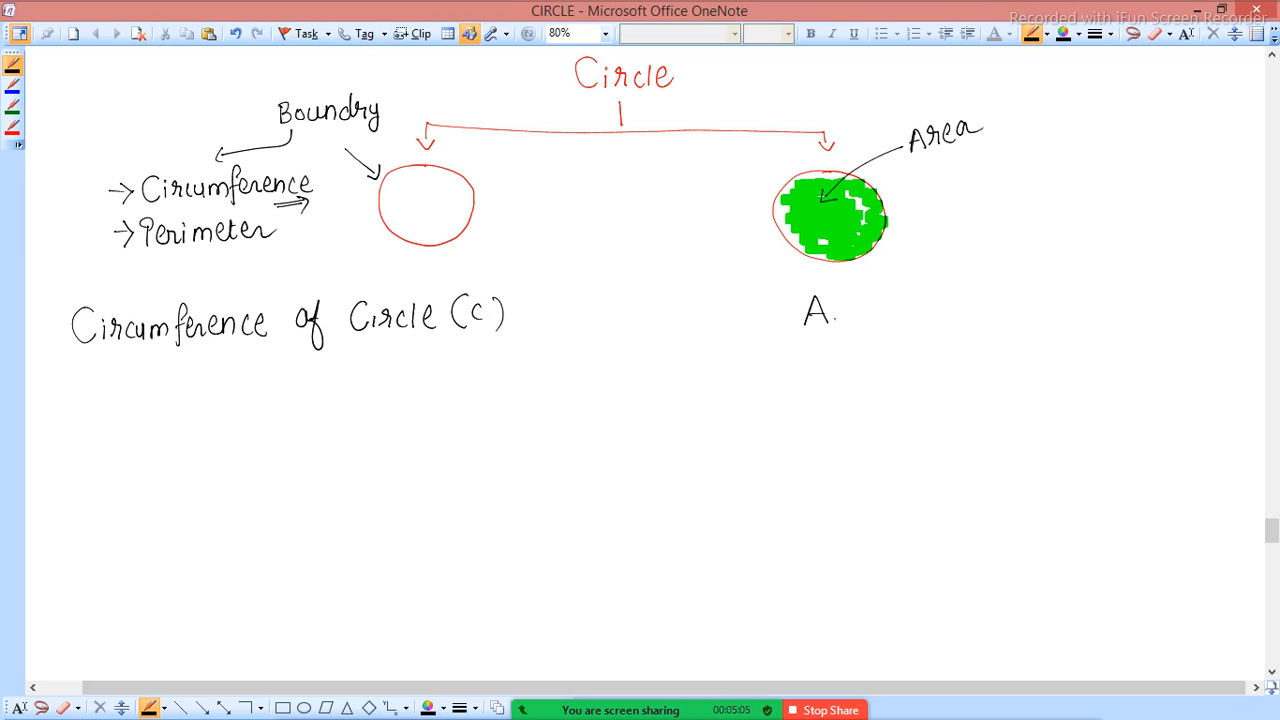 CIRCLE - Microsoft Office OneNote
Recorded with iFun Screen Recorder
Task Tag Clip 80% B I U A
Circle
Boundry
Area
→ Circumference
→ Perimeter
Circumference of Circle (C)
A.
You are screen sharing 00:05:05 Stop Share